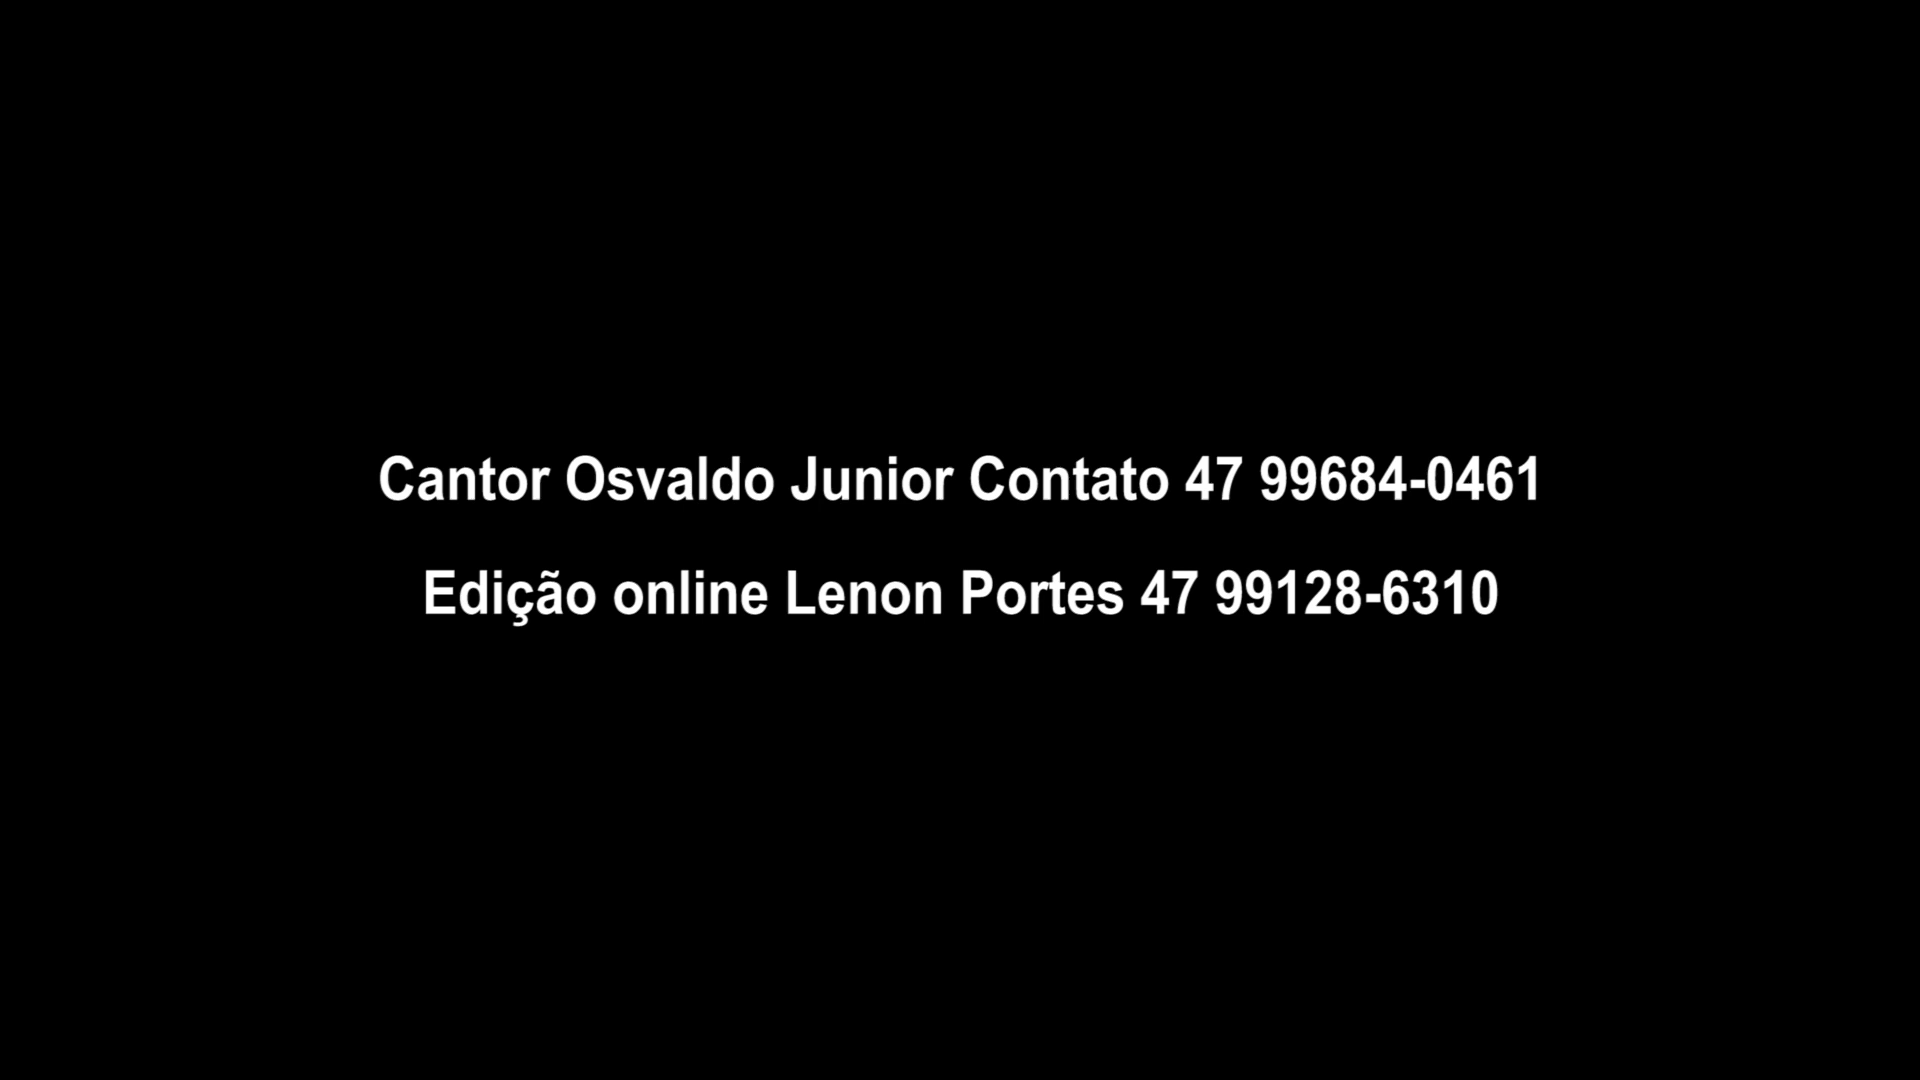 Cantor Osvaldo Junior Contato 47 99684-0461
Edição online Lenon Portes 47 99128-6310